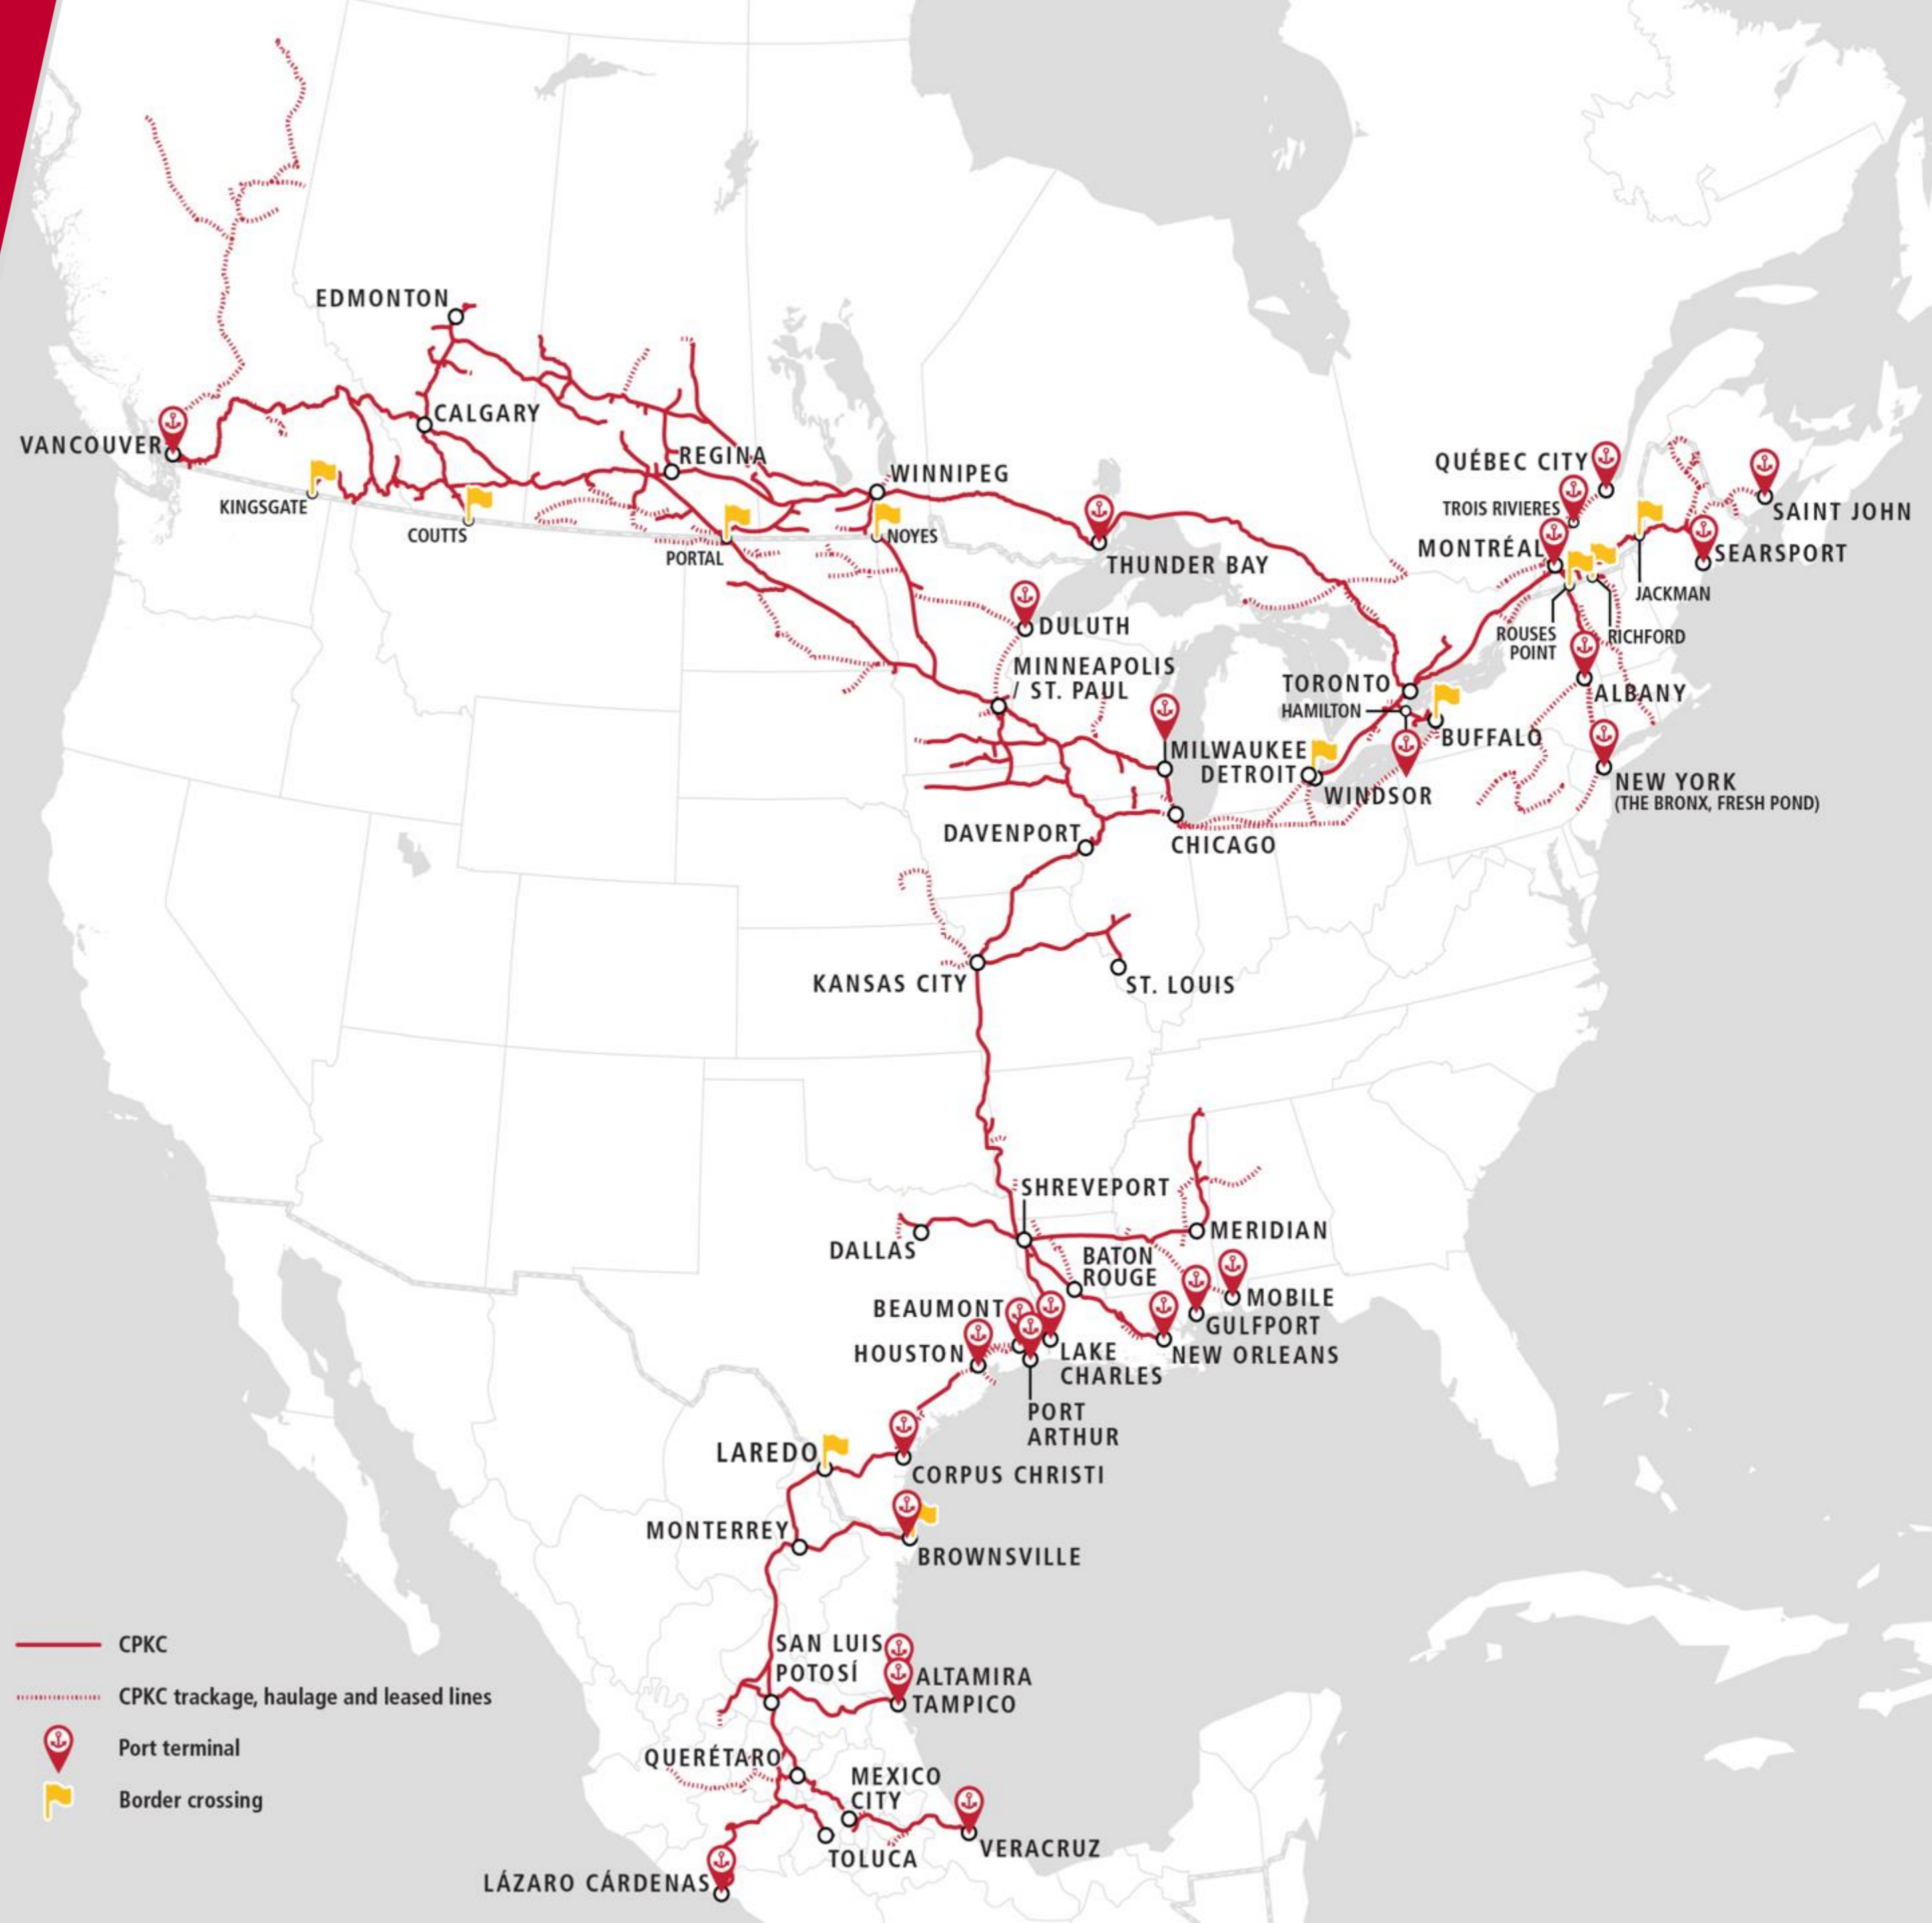 EDMONTON
CALGARY
VANCOUVER
KINGSGATE
COUTTS
REGINA
PORTAL
WINNIPEG
NOYES
THUNDER BAY
DULUTH
MINNEAPOLIS
/ ST. PAUL
MILWAUKEE
DETROIT
WINDSOR
TORONTO
HAMILTON
BUFFALO
QUÉBEC CITY
TROIS RIVIERES
MONTRÉAL
SAINT JOHN
SEARSPORT
JACKMAN
ROUSES
POINT
RICHFORD
ALBANY
NEW YORK
(THE BRONX, FRESH POND)
DAVENPORT
CHICAGO
KANSAS CITY
ST. LOUIS
SHREVEPORT
DALLAS
MERIDIAN
BATON
ROUGE
MOBILE
GULFPORT
NEW ORLEANS
BEAUMONT
HOUSTON
LAKE
CHARLES
PORT
ARTHUR
LAREDO
CORPUS CHRISTI
MONTERREY
BROWNSVILLE
SAN LUIS
POTOSÍ
ALTAMIRA
TAMPICO
QUERÉTARO
MEXICO
CITY
TOLUCA
VERACRUZ
LÁZARO CÁRDENAS
CPKC
CPKC trackage, haulage and leased lines
Port terminal
Border crossing